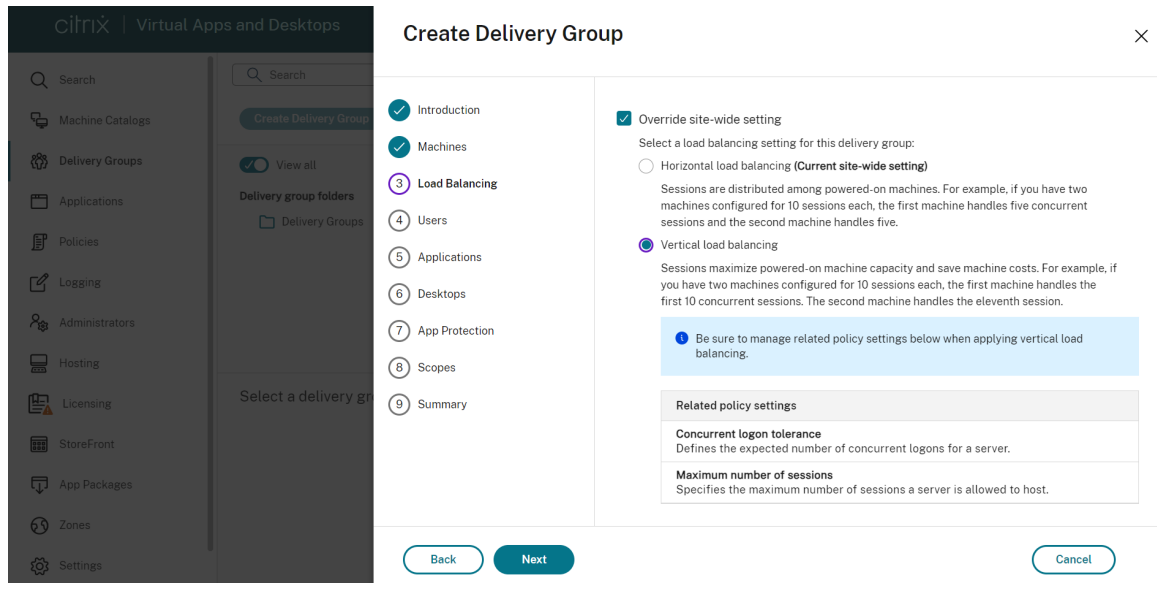 citrix | Virtual Apps and Desktops
Search
Machine Catalogs
Delivery Groups
Applications
Policies
Logging
Administrators
Hosting
Licensing
StoreFront
App Packages
Zones
Settings
Search
Create Delivery Group
View all
Delivery group folders
Delivery Groups
Select a delivery gr
Create Delivery Group
Introduction
Machines
3 Load Balancing
4 Users
5 Applications
6 Desktops
7 App Protection
8 Scopes
9 Summary
Override site-wide setting
Select a load balancing setting for this delivery group:
Horizontal load balancing (Current site-wide setting)
Sessions are distributed among powered-on machines. For example, if you have two
machines configured for 10 sessions each, the first machine handles five concurrent
sessions and the second machine handles five.
Vertical load balancing
Sessions maximize powered-on machine capacity and save machine costs. For example, if
you have two machines configured for 10 sessions each, the first machine handles the
first 10 concurrent sessions. The second machine handles the eleventh session.
Be sure to manage related policy settings below when applying vertical load
balancing.
Related policy settings
Concurrent logon tolerance
Defines the expected number of concurrent logons for a server.
Maximum number of sessions
Specifies the maximum number of sessions a server is allowed to host.
Back
Next
Cancel